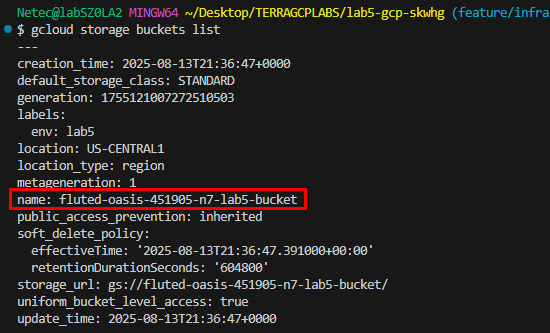 Netec@labSZ0LA2 MINGW64 ~/Desktop/TERRAGCPLABS/lab5-gcp-skwhg (feature/infra
$ gcloud storage buckets list
---
creation_time: 2025-08-13T21:36:47+0000
default_storage_class: STANDARD
generation: 1755121007272510503
labels:
  env: lab5
location: US-CENTRAL1
location_type: region
metageneration: 1
name: fluted-oasis-451905-n7-lab5-bucket
public_access_prevention: inherited
soft_delete_policy:
  effectiveTime: '2025-08-13T21:36:47.391000+00:00'
  retentionDurationSeconds: '604800'
storage_url: gs://fluted-oasis-451905-n7-lab5-bucket/
uniform_bucket_level_access: true
update_time: 2025-08-13T21:36:47+0000